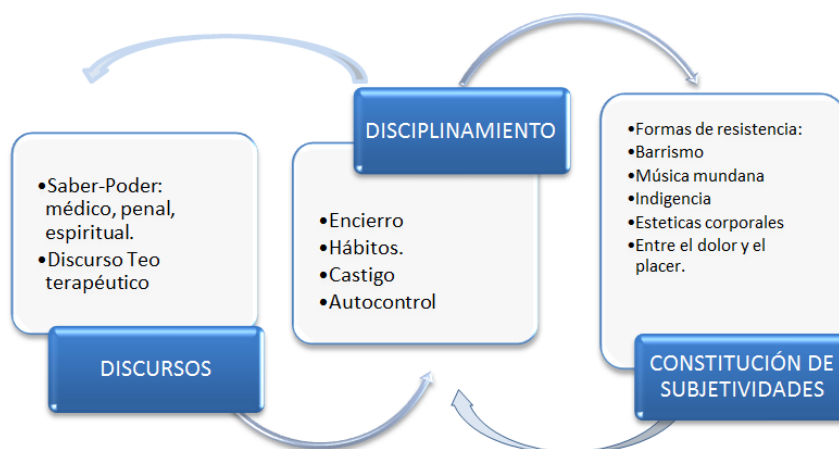 •Saber-Poder:
médico, penal,
espiritual.
•Discurso Teo
terapéutico
DISCURSOS
DISCIPLINAMIENTO
•Encierro
•Hábitos.
•Castigo
•Autocontrol
•Formas de resistencia:
•Barrismo
•Música mundana
•Indigencia
•Esteticas corporales
•Entre el dolor y el
placer.
CONSTITUCIÓN DE
SUBJETIVIDADES